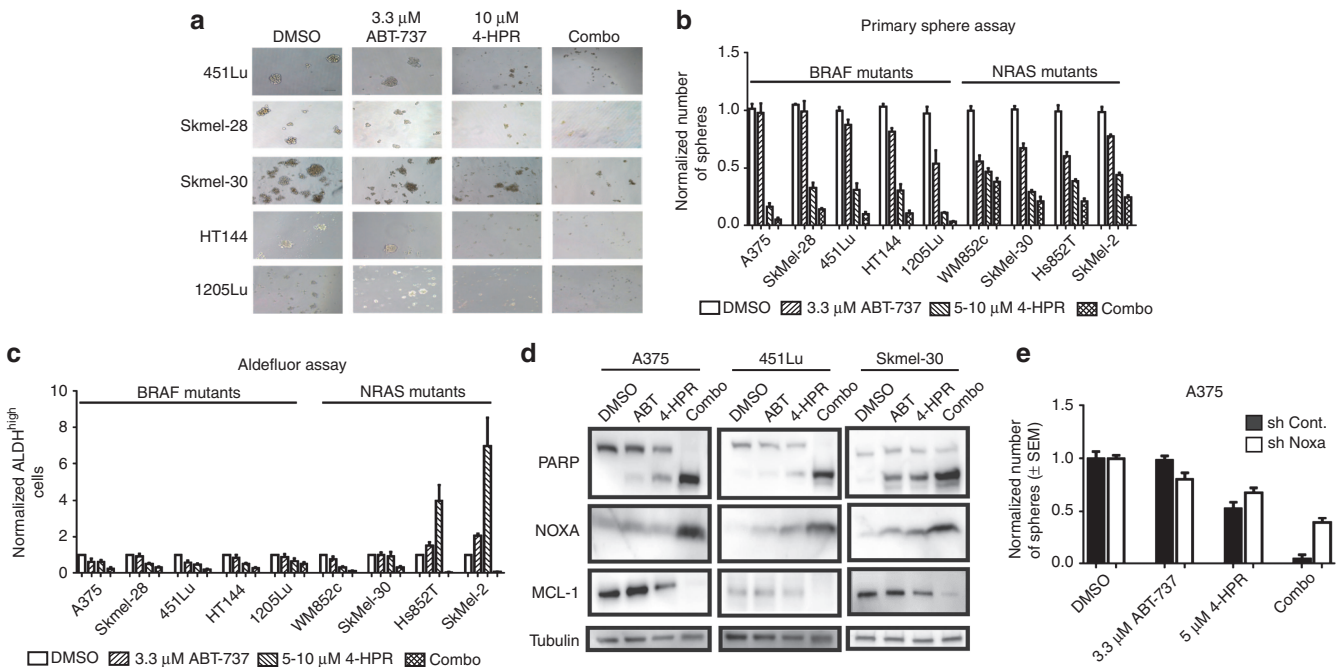 a
DMSO
3.3 μM
ABT-737
10 μM
4-HPR
Combo
451Lu
Skmel-28
Skmel-30
HT144
1205Lu
b
Primary sphere assay
BRAF mutants
NRAS mutants
Normalized number
of spheres
1.5
1.0
0.5
0.0
A375
SkMel-28
451Lu
HT144
1205Lu
WM852c
SkMel-30
Hs852T
SkMel-2
DMSO 3.3 μM ABT-737 5-10 μM 4-HPR Combo
c
Aldefluor assay
BRAF mutants
NRAS mutants
Normalized ALDHhigh
cells
10
8
6
4
2
0
A375
Skmel-28
451Lu
HT144
1205Lu
WM852c
SkMel-30
Hs852T
SkMel-2
DMSO 3.3 μM ABT-737 5-10 μM 4-HPR Combo
d
A375
451Lu
Skmel-30
DMSO
ABT
4-HPR
Combo
DMSO
ABT
4-HPR
Combo
DMSO
ABT
4-HPR
Combo
PARP
NOXA
MCL-1
Tubulin
e
A375
sh Cont.
sh Noxa
Normalized number
of spheres (± SEM)
1.5
1.0
0.5
0.0
DMSO
3.3 μM ABT-737
5 μM 4-HPR
Combo